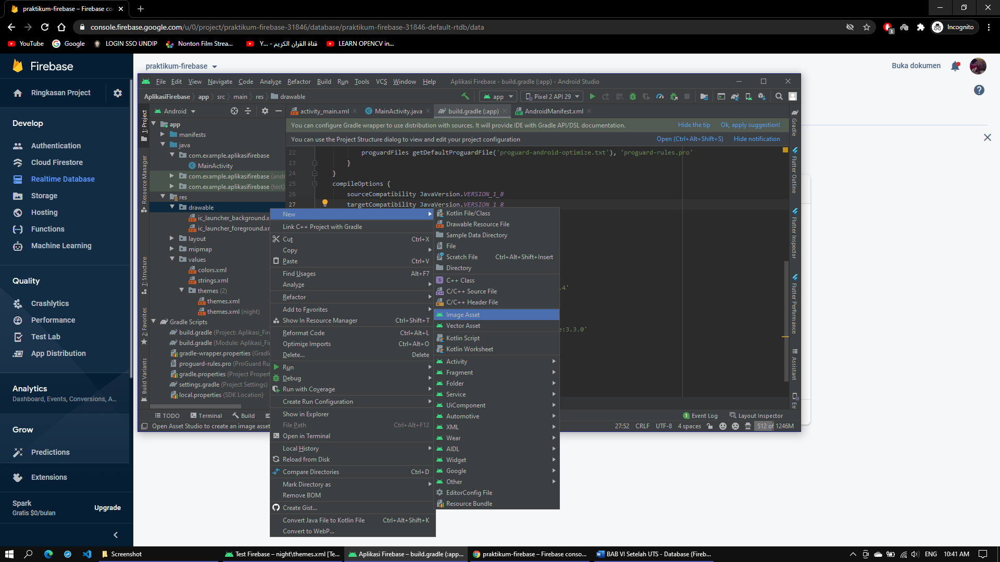 praktikum-firebase – Firebase co
console.firebase.google.com/u/0/project/praktikum-firebase-31846/database/praktikum-firebase-31846-default-rtdb/data
3
Incognito
YouTube
Google
LOGIN SSO UNDIP
Nonton Film Strea...
Y... - قناة القران الكريم
LEARN OPENCV in...
Firebase
praktikum-firebase
Buka dokumen
Ringkasan Project
Develop
Authentication
Cloud Firestore
Realtime Database
Storage
Hosting
Functions
Machine Learning
Quality
Crashlytics
Performance
Test Lab
App Distribution
Analytics
Dashboard, Events, Conversions, A...
Grow
Predictions
Extensions
Spark
Gratis $0/bulan
Upgrade
File Edit View Navigate Code Analyze Refactor Build Run Tools VCS Window Help
Aplikasi Firebase - build.gradle (:app) - Android Studio
AplikasiFirebase app src main res drawable
app
Pixel 2 API 29
Android
activity_main.xml
MainActivity.java
build.gradle (:app)
AndroidManifest.xml
You can configure Gradle wrapper to use distribution with sources. It will provide IDE with Gradle API/DSL documentation.
Hide the tip
Ok, apply suggestion!
You can use the Project Structure dialog to view and edit your project configuration
Open (Ctrl+Alt+Shift+S)
Hide notification
1: Project
Resource Manager
7: Structure
2: Favorites
Build Variants
app
manifests
java
com.example.aplikasifirebase
MainActivity
com.example.aplikasifirebase (andr
com.example.aplikasifirebase (test)
res
drawable
ic_launcher_background.x
ic_launcher_foreground.xr
layout
mipmap
values
colors.xml
strings.xml
themes (2)
themes.xml
themes.xml (night)
Gradle Scripts
build.gradle (Project: Aplikasi_Fire
build.gradle (Module: Aplikasi_Fi
gradle-wrapper.properties (Gradle
proguard-rules.pro (ProGuard Ru
gradle.properties (Project Propert
settings.gradle (Project Settings)
local.properties (SDK Location)
22 proguardFiles getDefaultProguardFile('proguard-android-optimize.txt'), 'proguard-rules.pro'
23 }
24 }
25 compileOptions {
26 sourceCompatibility JavaVersion.VERSION_1_8
27 targetCompatibility JavaVersion.VERSION_1_8
.4'
e:3.3.0'
New
Link C++ Project with Gradle
Cut Ctrl+X
Copy
Paste Ctrl+V
Find Usages Alt+F7
Analyze
Refactor
Add to Favorites
Show In Resource Manager Ctrl+Shift+T
Reformat Code Ctrl+Alt+L
Optimize Imports Ctrl+Alt+O
Delete... Delete
Run
Debug
Run with Coverage
Create Run Configuration
Show in Explorer
File Path Ctrl+Alt+F12
Open in Terminal
Local History
Reload from Disk
Compare Directories Ctrl+D
Mark Directory as
Remove BOM
Create Gist...
Convert Java File to Kotlin File Ctrl+Alt+Shift+K
Convert to WebP...
Kotlin File/Class
Drawable Resource File
Sample Data Directory
File
Scratch File Ctrl+Alt+Shift+Insert
Directory
C++ Class
C/C++ Source File
C/C++ Header File
Image Asset
Vector Asset
Kotlin Script
Kotlin Worksheet
Activity
Fragment
Folder
Service
UiComponent
Automotive
XML
Wear
AIDL
Widget
Google
Other
EditorConfig File
Resource Bundle
Gradle
Flutter Outline
Flutter Inspector
Flutter Performance
Assistant
Em
TODO
Terminal
Build
1 Event Log
Layout Inspector
Open Asset Studio to create an image asset
27:52 CRLF UTF-8 4 spaces
512 of 1246M
Screenshot
Test Firebase – night\themes.xml [Te...
Aplikasi Firebase – build.gradle (:app...
praktikum-firebase – Firebase conso...
BAB VI Setelah UTS - Database (Fireb...
ENG
10:41 AM